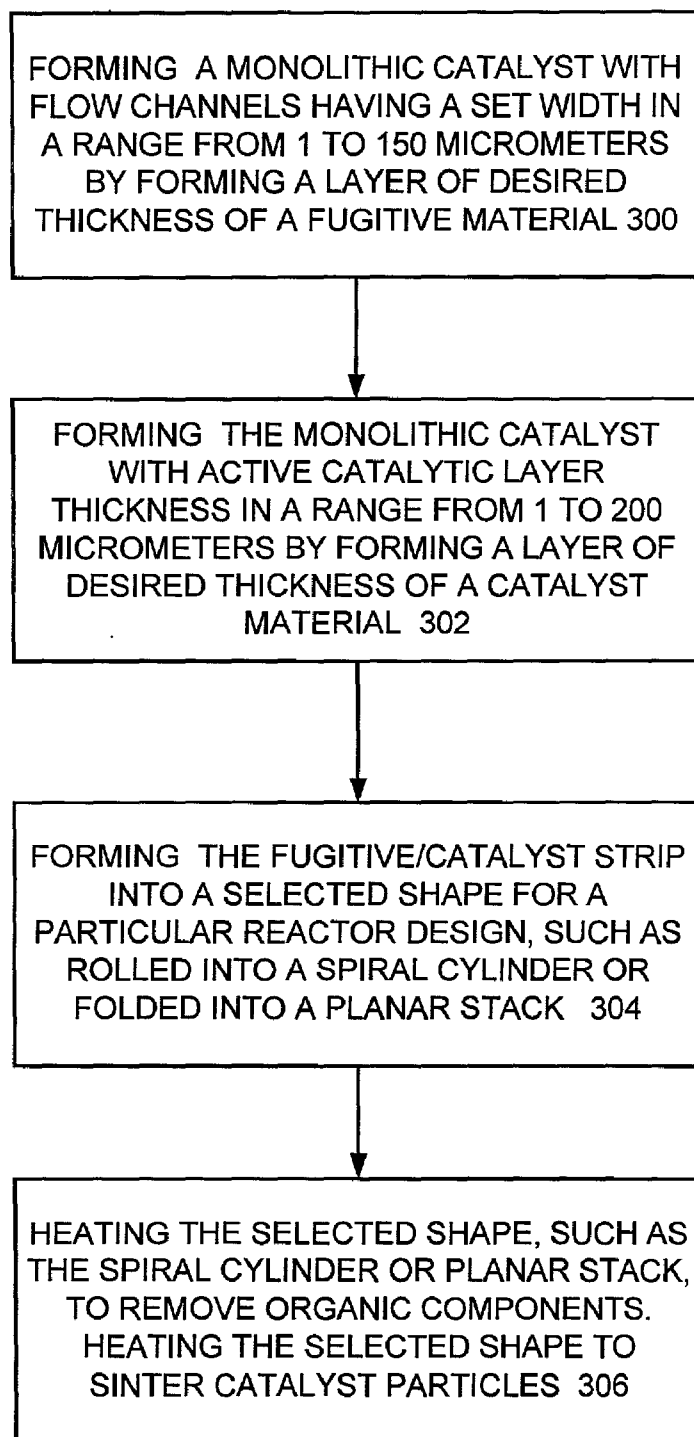 FORMING A MONOLITHIC CATALYST WITH
FLOW CHANNELS HAVING A SET WIDTH IN
A RANGE FROM 1 TO 150 MICROMETERS
BY FORMING A LAYER OF DESIRED
THICKNESS OF A FUGITIVE MATERIAL 300
FORMING THE MONOLITHIC CATALYST
WITH ACTIVE CATALYTIC LAYER
THICKNESS IN A RANGE FROM 1 TO 200
MICROMETERS BY FORMING A LAYER OF
DESIRED THICKNESS OF A CATALYST
MATERIAL 302
FORMING THE FUGITIVE/CATALYST STRIP
INTO A SELECTED SHAPE FOR A
PARTICULAR REACTOR DESIGN, SUCH AS
ROLLED INTO A SPIRAL CYLINDER OR
FOLDED INTO A PLANAR STACK 304
HEATING THE SELECTED SHAPE, SUCH AS
THE SPIRAL CYLINDER OR PLANAR STACK,
TO REMOVE ORGANIC COMPONENTS.
HEATING THE SELECTED SHAPE TO
SINTER CATALYST PARTICLES 306